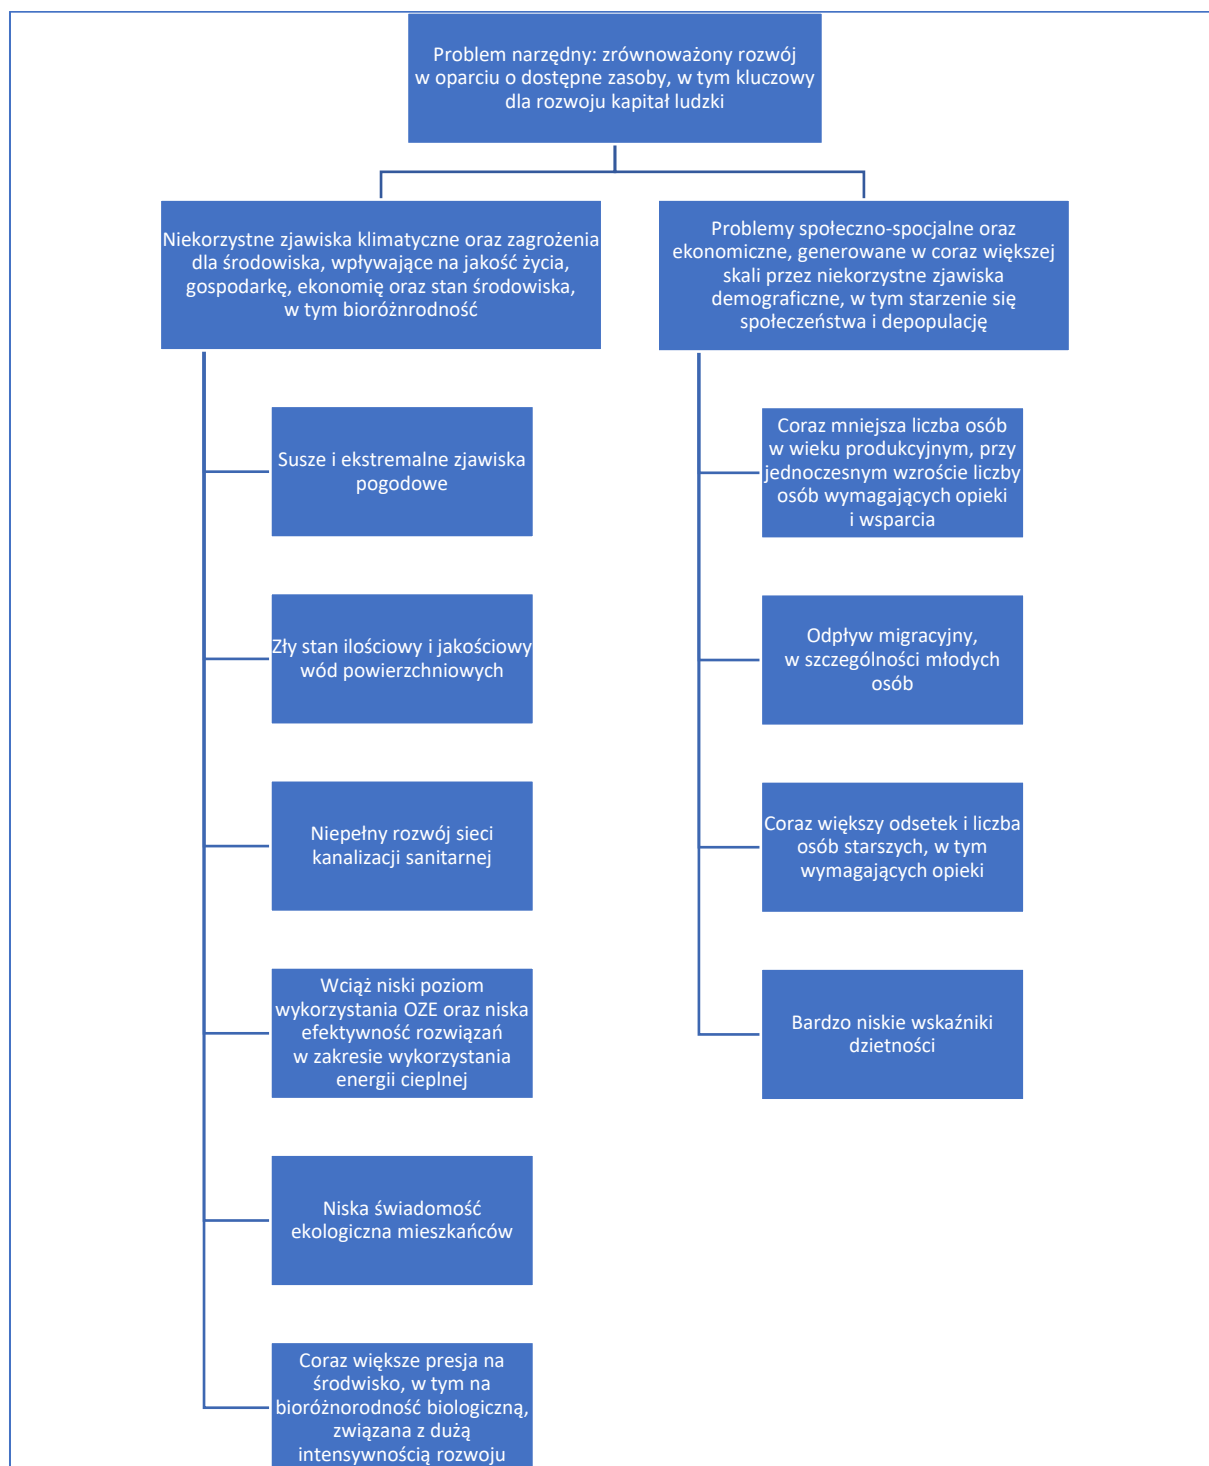 Problem narzędny: zrównoważony rozwój
w oparciu o dostępne zasoby, w tym kluczowy
dla rozwoju kapitał ludzki
Niekorzystne zjawiska klimatyczne oraz zagrożenia
dla środowiska, wpływające na jakość życia,
gospodarkę, ekonomię oraz stan środowiska,
w tym bioróżnrodność
Susze i ekstremalne zjawiska
pogodowe
Zły stan ilościowy i jakościowy
wód powierzchniowych
Niepełny rozwój sieci
kanalizacji sanitarnej
Wciąż niski poziom
wykorzystania OZE oraz niska
efektywność rozwiązań
w zakresie wykorzystania
energii cieplnej
Niska świadomość
ekologiczna mieszkańców
Coraz większe presja na
środwisko, w tym na
bioróżnorodność biologiczną,
związana z dużą
intensywnością rozwoju
Problemy społeczno-spocjalne oraz
ekonomiczne, generowane w coraz większej
skali przez niekorzystne zjawiska
demograficzne, w tym starzenie się
społeczeństwa i depopulację
Coraz mniejsza liczba osób
w wieku produkcyjnym, przy
jednoczesnym wzroście liczby
osób wymagających opieki
i wsparcia
Odpływ migracyjny,
w szczególności młodych
osób
Coraz większy odsetek i liczba
osób starszych, w tym
wymagających opieki
Bardzo niskie wskaźniki
dzietności